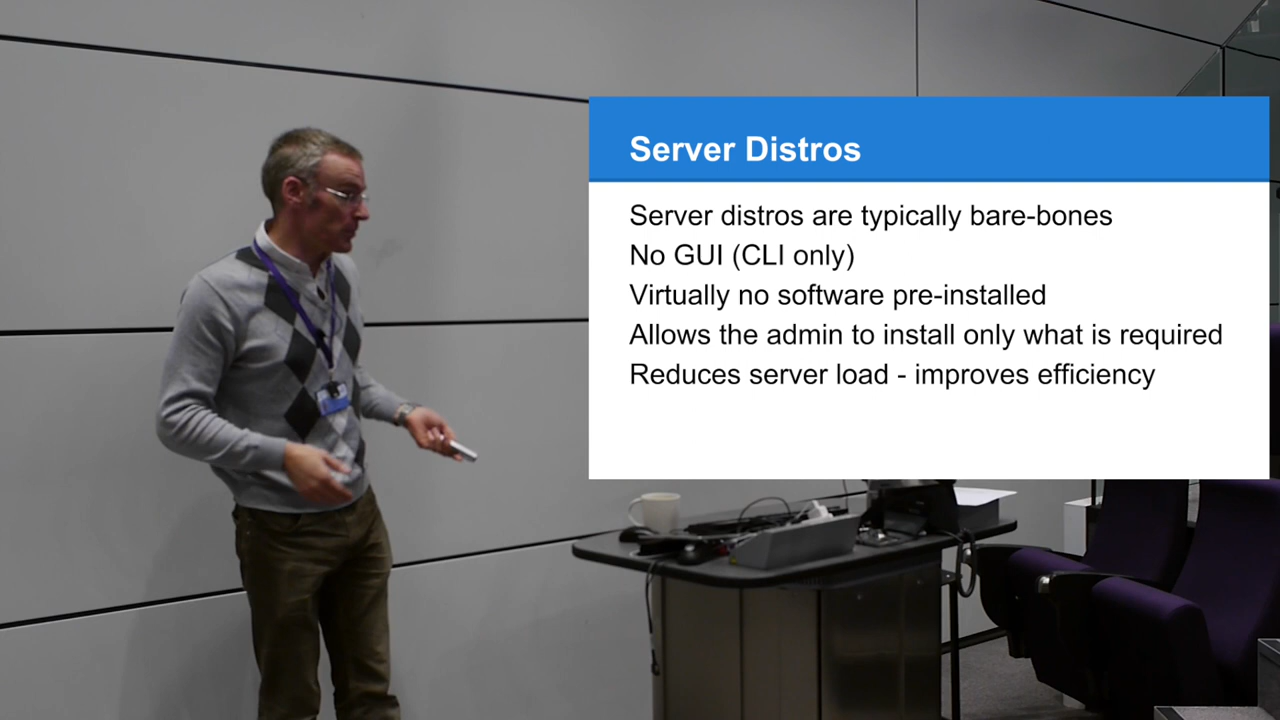 Server Distros
Server distros are typically bare-bones
No GUI (CLI only)
Virtually no software pre-installed
Allows the admin to install only what is required
Reduces server load - improves efficiency